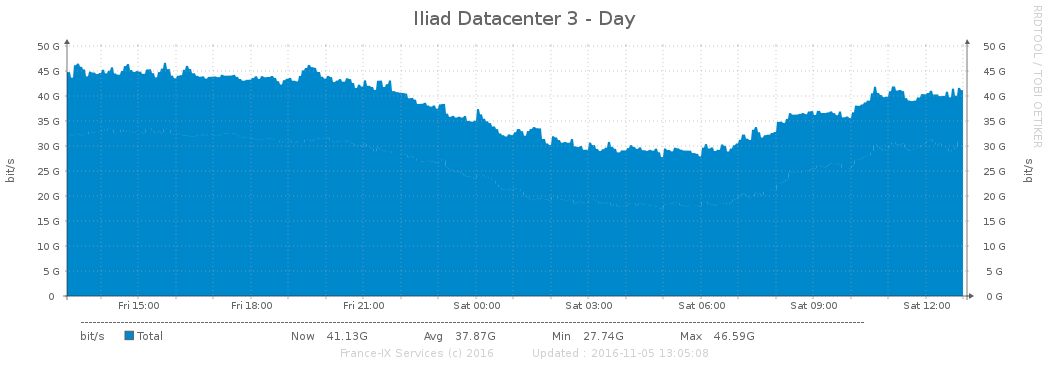 Iliad Datacenter 3 - Day
RRDTOOL / TOBI OETIKER
bit/s
50 G 50 G
45 G 45 G
40 G 40 G
35 G 35 G
30 G 30 G
25 G 25 G
20 G 20 G
15 G 15 G
10 G 10 G
5 G 5 G
0 0 G
bit/s
Fri 15:00 Fri 18:00 Fri 21:00 Sat 00:00 Sat 03:00 Sat 06:00 Sat 09:00 Sat 12:00
bit/s Total Now 41.13G Avg 37.87G Min 27.74G Max 46.59G
France-IX Services (c) 2016 Updated : 2016-11-05 13:05:08